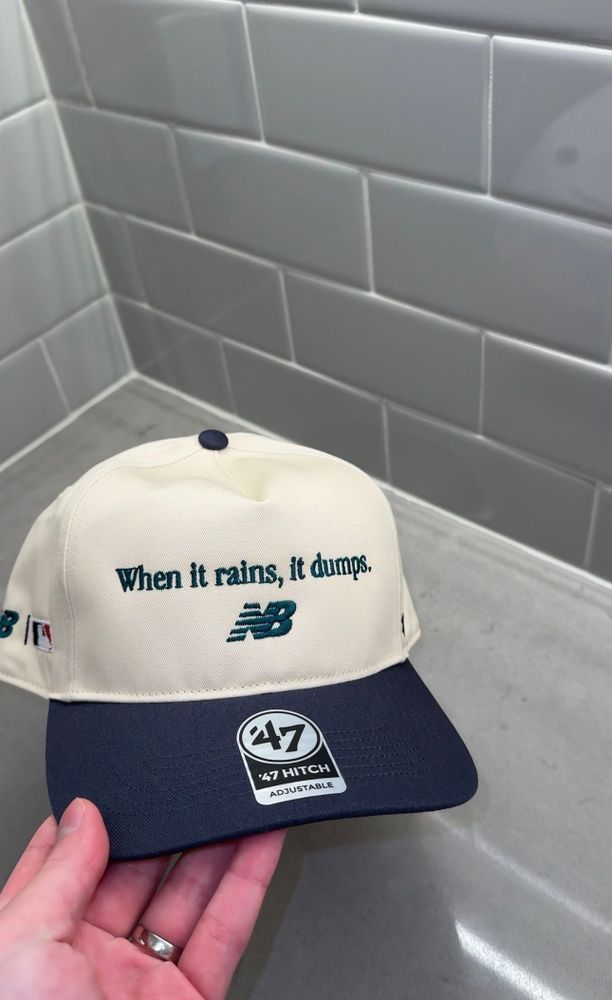 When it rains, it dumps.
NB
B
'47
'47 HITCH
ADJUSTABLE